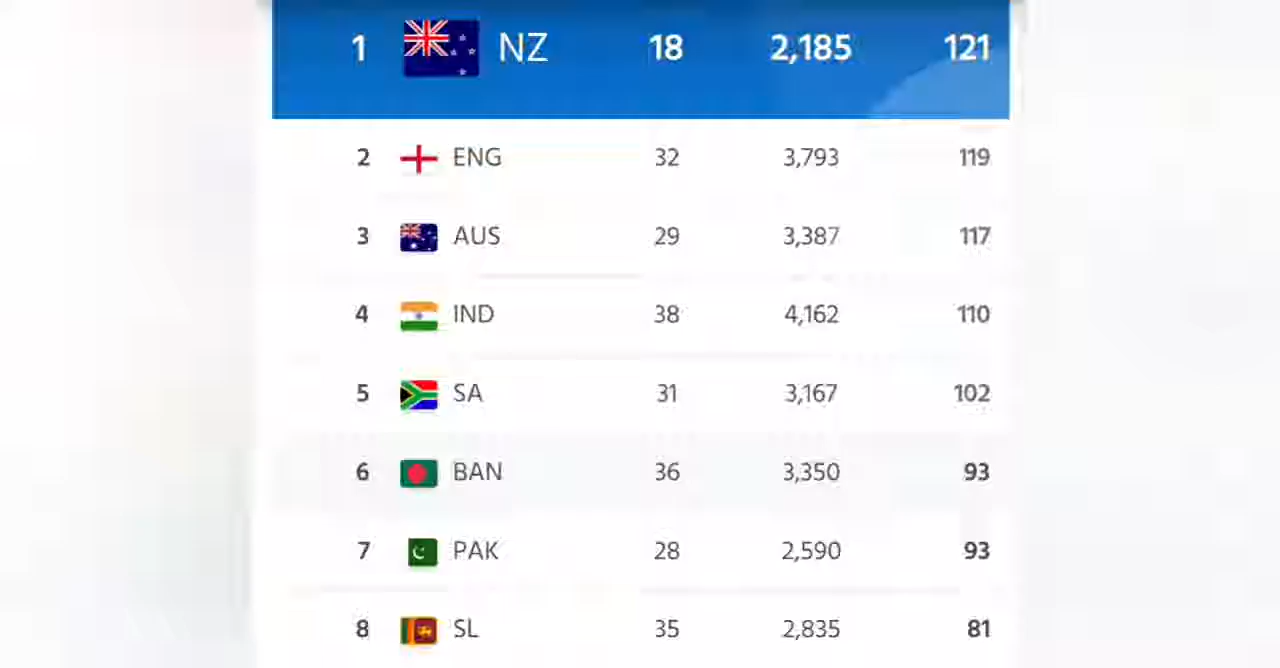 1 NZ 18 2,185 121
2 ENG 32 3,793 119
3 AUS 29 3,387 117
4 IND 38 4,162 110
5 SA 31 3,167 102
6 BAN 36 3,350 93
7 PAK 28 2,590 93
8 SL 35 2,835 81